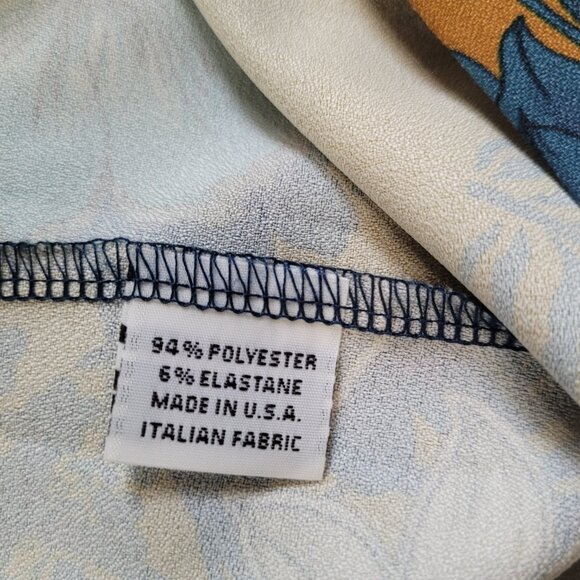 94% POLYESTER
6% ELASTANE
MADE IN U.S.A.
ITALIAN FABRIC